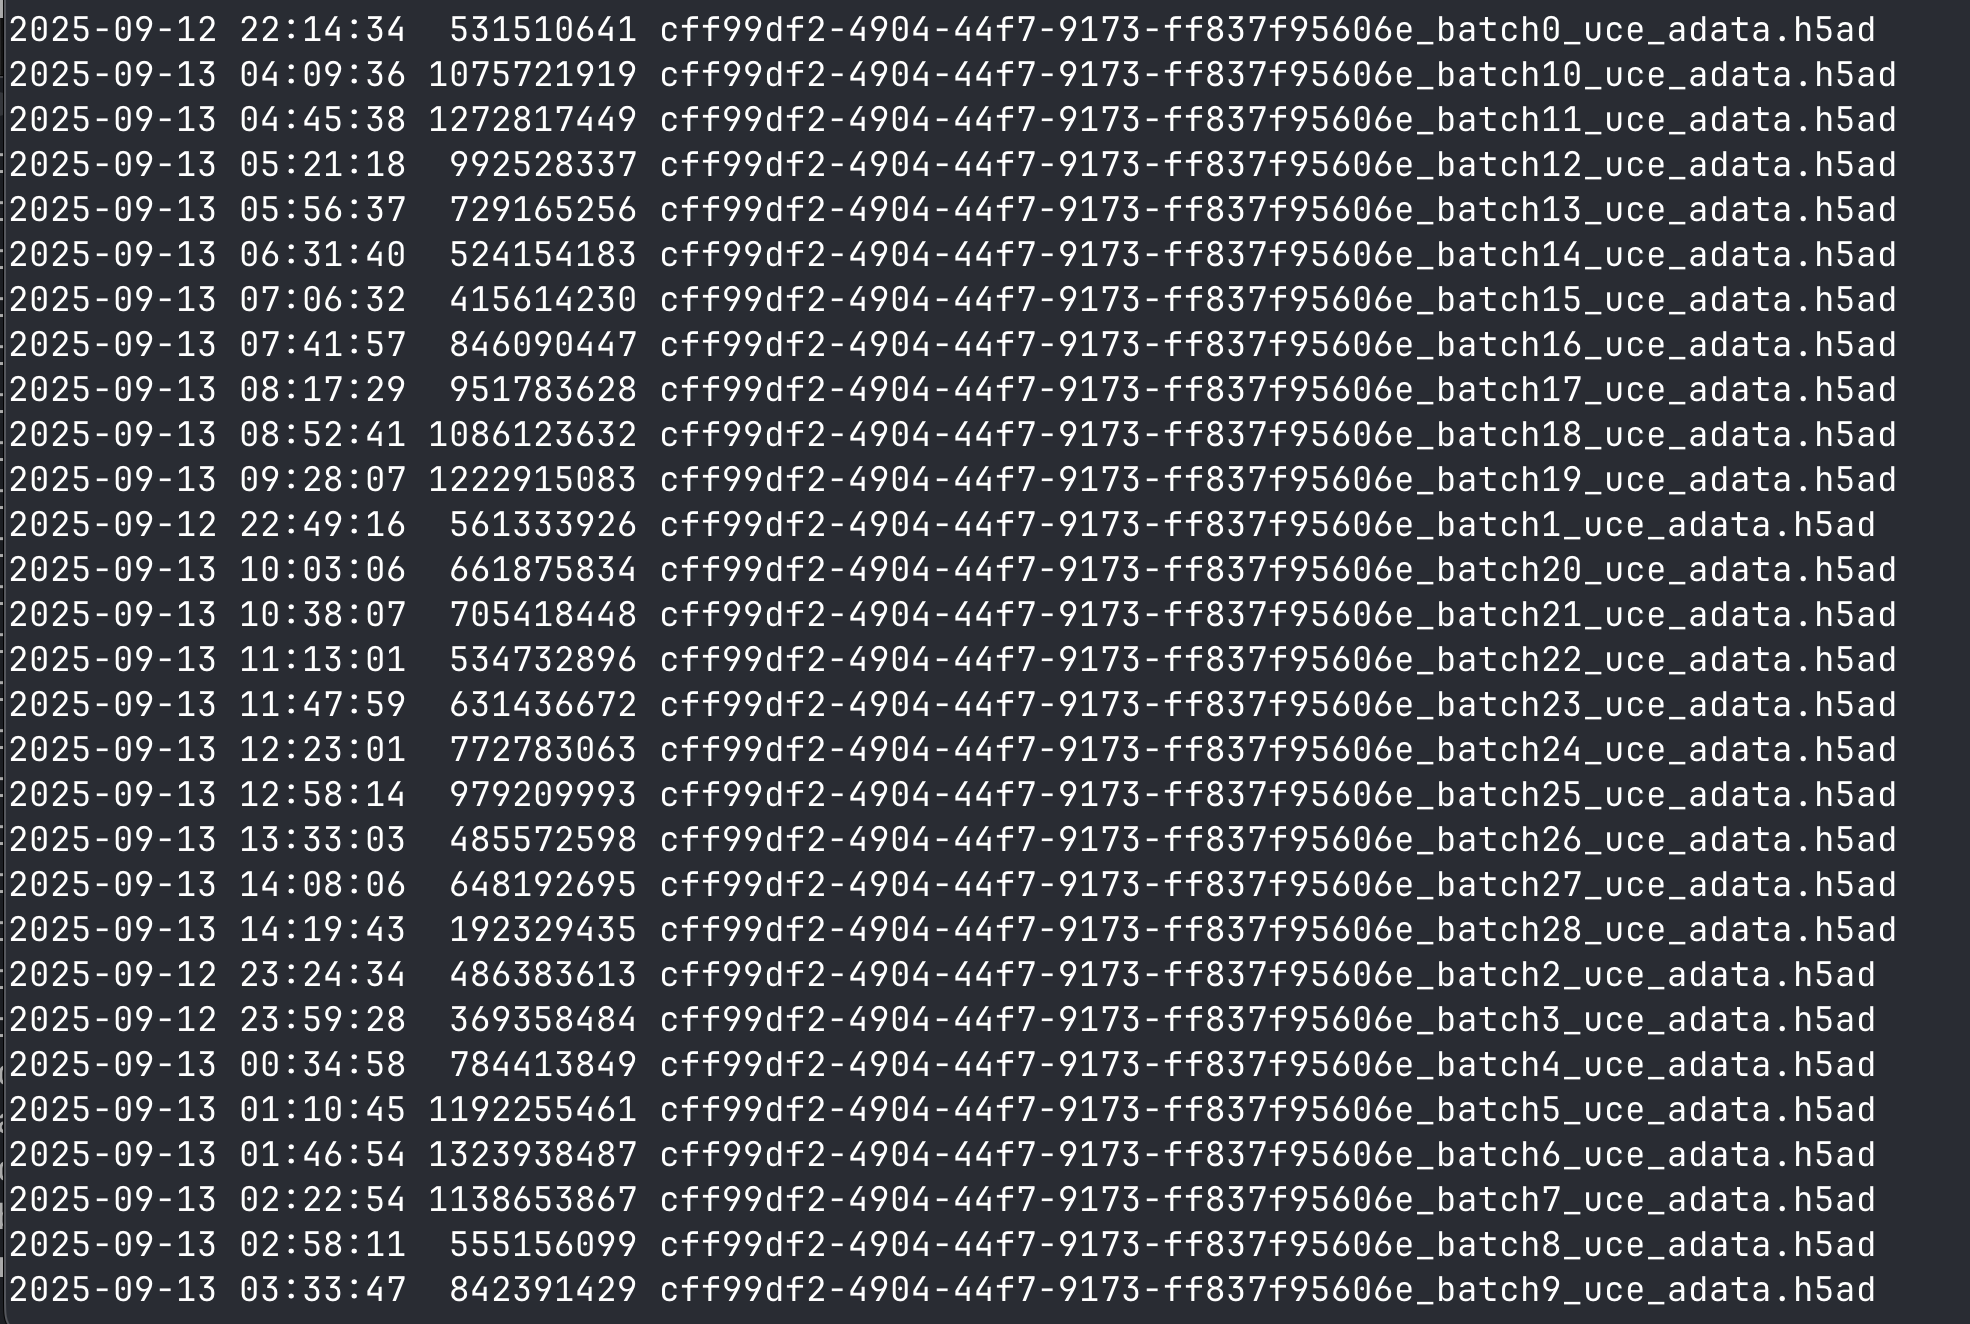 2025-09-12 22:14:34  531510641 cff99df2-4904-44f7-9173-ff837f95606e_batch0_uce_adata.h5ad
2025-09-13 04:09:36 1075721919 cff99df2-4904-44f7-9173-ff837f95606e_batch10_uce_adata.h5ad
2025-09-13 04:45:38 1272817449 cff99df2-4904-44f7-9173-ff837f95606e_batch11_uce_adata.h5ad
2025-09-13 05:21:18  992528337 cff99df2-4904-44f7-9173-ff837f95606e_batch12_uce_adata.h5ad
2025-09-13 05:56:37  729165256 cff99df2-4904-44f7-9173-ff837f95606e_batch13_uce_adata.h5ad
2025-09-13 06:31:40  524154183 cff99df2-4904-44f7-9173-ff837f95606e_batch14_uce_adata.h5ad
2025-09-13 07:06:32  415614230 cff99df2-4904-44f7-9173-ff837f95606e_batch15_uce_adata.h5ad
2025-09-13 07:41:57  846090447 cff99df2-4904-44f7-9173-ff837f95606e_batch16_uce_adata.h5ad
2025-09-13 08:17:29  951783628 cff99df2-4904-44f7-9173-ff837f95606e_batch17_uce_adata.h5ad
2025-09-13 08:52:41 1086123632 cff99df2-4904-44f7-9173-ff837f95606e_batch18_uce_adata.h5ad
2025-09-13 09:28:07 1222915083 cff99df2-4904-44f7-9173-ff837f95606e_batch19_uce_adata.h5ad
2025-09-12 22:49:16  561333926 cff99df2-4904-44f7-9173-ff837f95606e_batch1_uce_adata.h5ad
2025-09-13 10:03:06  661875834 cff99df2-4904-44f7-9173-ff837f95606e_batch20_uce_adata.h5ad
2025-09-13 10:38:07  705418448 cff99df2-4904-44f7-9173-ff837f95606e_batch21_uce_adata.h5ad
2025-09-13 11:13:01  534732896 cff99df2-4904-44f7-9173-ff837f95606e_batch22_uce_adata.h5ad
2025-09-13 11:47:59  631436672 cff99df2-4904-44f7-9173-ff837f95606e_batch23_uce_adata.h5ad
2025-09-13 12:23:01  772783063 cff99df2-4904-44f7-9173-ff837f95606e_batch24_uce_adata.h5ad
2025-09-13 12:58:14  979209993 cff99df2-4904-44f7-9173-ff837f95606e_batch25_uce_adata.h5ad
2025-09-13 13:33:03  485572598 cff99df2-4904-44f7-9173-ff837f95606e_batch26_uce_adata.h5ad
2025-09-13 14:08:06  648192695 cff99df2-4904-44f7-9173-ff837f95606e_batch27_uce_adata.h5ad
2025-09-13 14:19:43  192329435 cff99df2-4904-44f7-9173-ff837f95606e_batch28_uce_adata.h5ad
2025-09-12 23:24:34  486383613 cff99df2-4904-44f7-9173-ff837f95606e_batch2_uce_adata.h5ad
2025-09-12 23:59:28  369358484 cff99df2-4904-44f7-9173-ff837f95606e_batch3_uce_adata.h5ad
2025-09-13 00:34:58  784413849 cff99df2-4904-44f7-9173-ff837f95606e_batch4_uce_adata.h5ad
2025-09-13 01:10:45 1192255461 cff99df2-4904-44f7-9173-ff837f95606e_batch5_uce_adata.h5ad
2025-09-13 01:46:54 1323938487 cff99df2-4904-44f7-9173-ff837f95606e_batch6_uce_adata.h5ad
2025-09-13 02:22:54 1138653867 cff99df2-4904-44f7-9173-ff837f95606e_batch7_uce_adata.h5ad
2025-09-13 02:58:11  555156099 cff99df2-4904-44f7-9173-ff837f95606e_batch8_uce_adata.h5ad
2025-09-13 03:33:47  842391429 cff99df2-4904-44f7-9173-ff837f95606e_batch9_uce_adata.h5ad